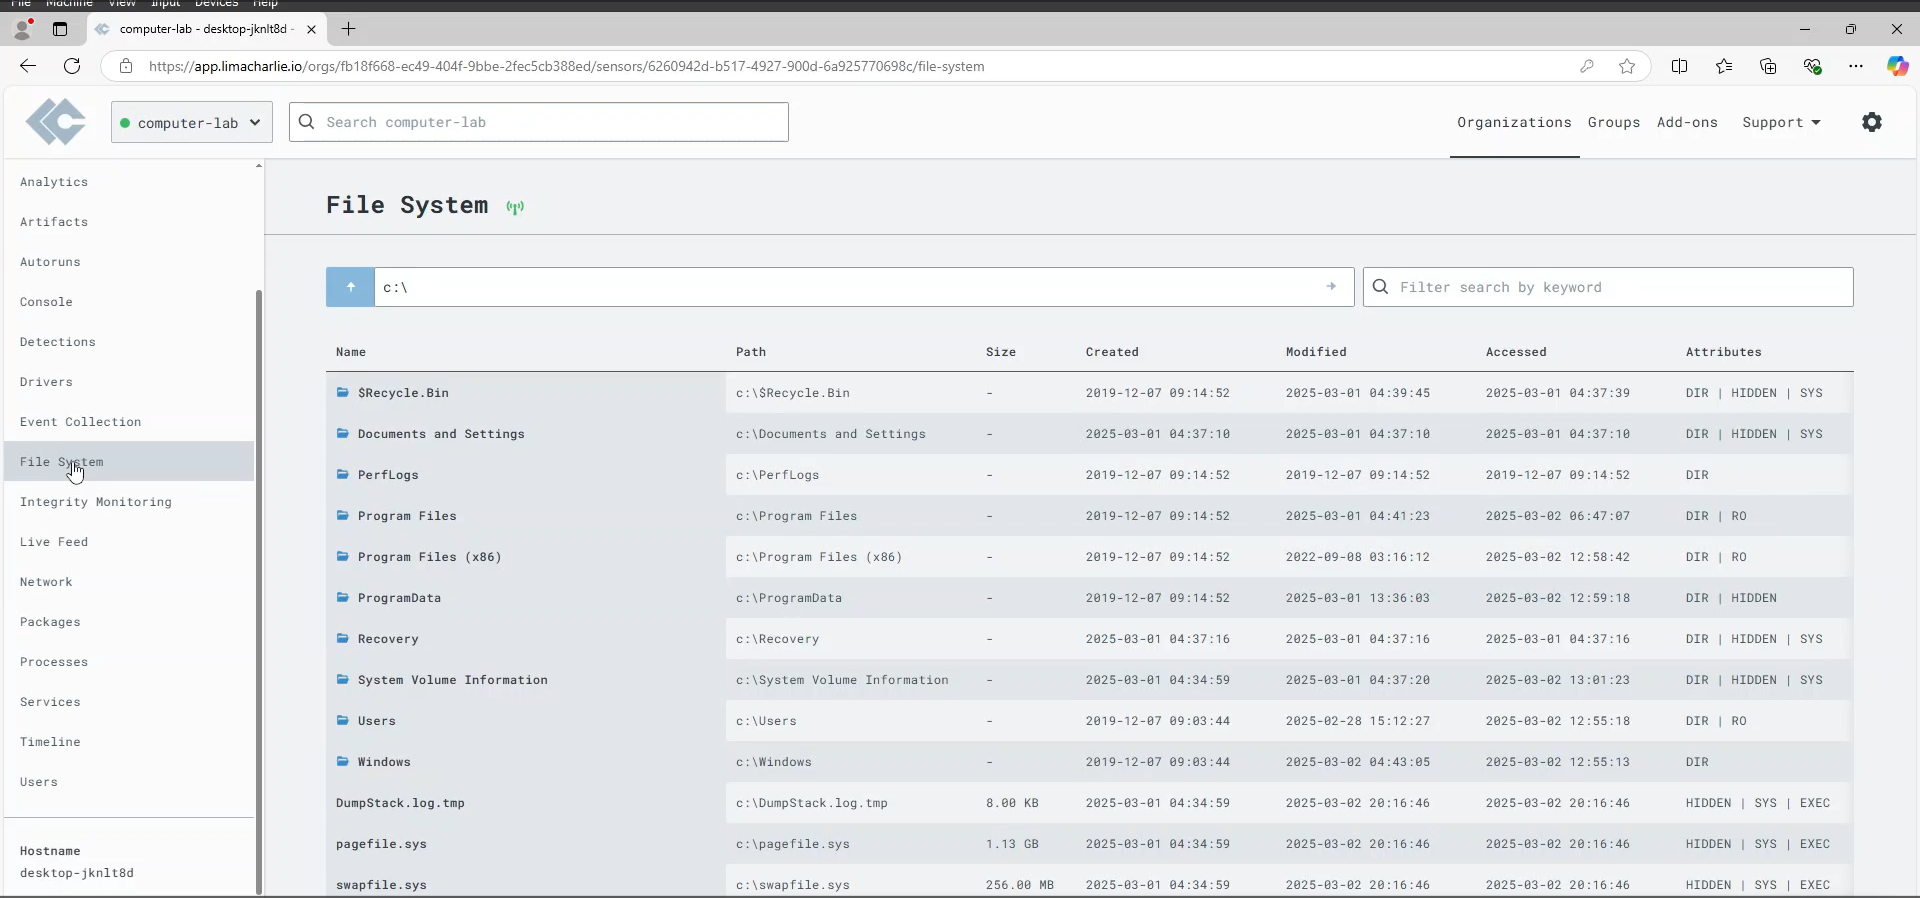 File Machine View Input Devices Help
computer-lab - desktop-jknlt8d -
https://app.limacharlie.io/orgs/fb18f668-ec49-404f-9bbe-2fec5cb388ed/sensors/6260942d-b517-4927-900d-6a925770698c/file-system
computer-lab
Search computer-lab
Organizations Groups Add-ons Support
Analytics
Artifacts
Autoruns
Console
Detections
Drivers
Event Collection
File System
Integrity Monitoring
Live Feed
Network
Packages
Processes
Services
Timeline
Users
Hostname
desktop-jknlt8d
File System
c:\
Filter search by keyword
Name Path Size Created Modified Accessed Attributes
$Recycle.Bin c:\$Recycle.Bin - 2019-12-07 09:14:52 2025-03-01 04:39:45 2025-03-01 04:37:39 DIR | HIDDEN | SYS
Documents and Settings c:\Documents and Settings - 2025-03-01 04:37:10 2025-03-01 04:37:10 2025-03-01 04:37:10 DIR | HIDDEN | SYS
PerfLogs c:\PerfLogs - 2019-12-07 09:14:52 2019-12-07 09:14:52 2019-12-07 09:14:52 DIR
Program Files c:\Program Files - 2019-12-07 09:14:52 2025-03-01 04:41:23 2025-03-02 06:47:07 DIR | RO
Program Files (x86) c:\Program Files (x86) - 2019-12-07 09:14:52 2022-09-08 03:16:12 2025-03-02 12:58:42 DIR | RO
ProgramData c:\ProgramData - 2019-12-07 09:14:52 2025-03-01 13:36:03 2025-03-02 12:59:18 DIR | HIDDEN
Recovery c:\Recovery - 2025-03-01 04:37:16 2025-03-01 04:37:16 2025-03-01 04:37:16 DIR | HIDDEN | SYS
System Volume Information c:\System Volume Information - 2025-03-01 04:34:59 2025-03-01 04:37:20 2025-03-02 13:01:23 DIR | HIDDEN | SYS
Users c:\Users - 2019-12-07 09:03:44 2025-02-28 15:12:27 2025-03-02 12:55:18 DIR | RO
Windows c:\Windows - 2019-12-07 09:03:44 2025-03-02 04:43:05 2025-03-02 12:55:13 DIR
DumpStack.log.tmp c:\DumpStack.log.tmp 8.00 KB 2025-03-01 04:34:59 2025-03-02 20:16:46 2025-03-02 20:16:46 HIDDEN | SYS | EXEC
pagefile.sys c:\pagefile.sys 1.13 GB 2025-03-01 04:34:59 2025-03-02 20:16:46 2025-03-02 20:16:46 HIDDEN | SYS | EXEC
swapfile.sys c:\swapfile.sys 256.00 MB 2025-03-01 04:34:59 2025-03-02 20:16:46 2025-03-02 20:16:46 HIDDEN | SYS | EXEC